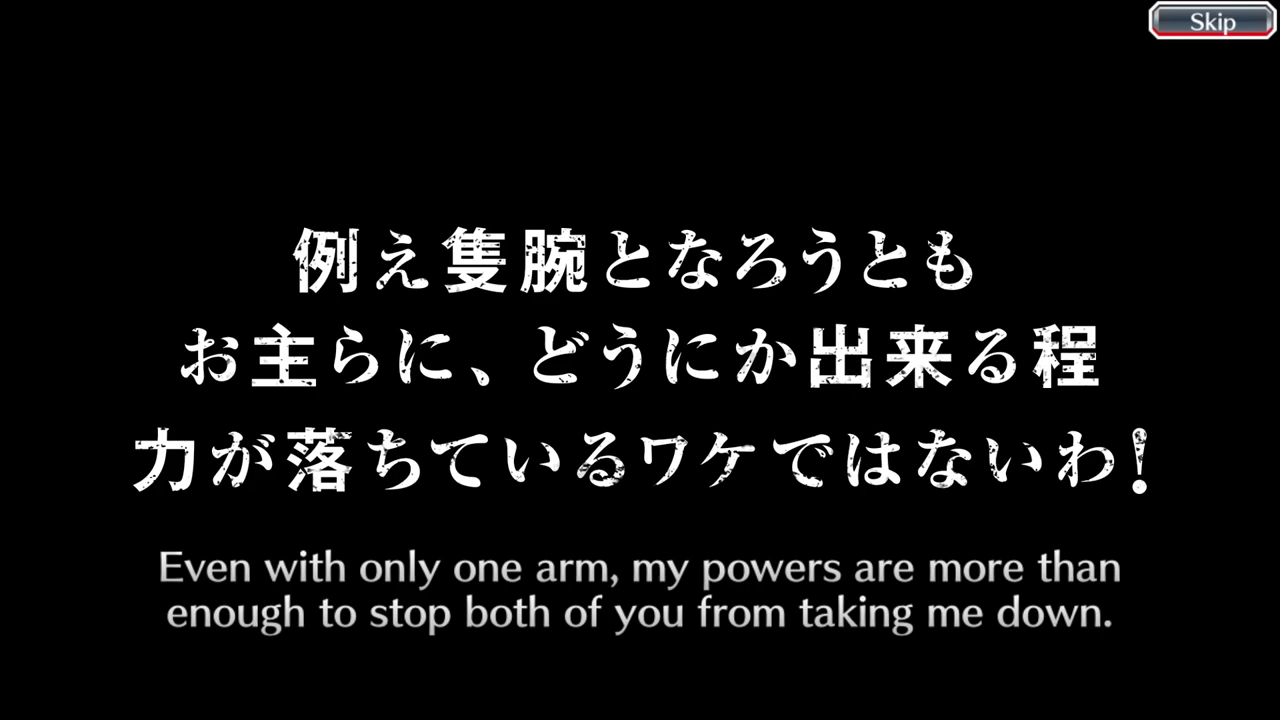 Skip
例え隻腕となろうとも
お主らに、どうにか出来る程
力が落ちているワケではないわ！
Even with only one arm, my powers are more than
enough to stop both of you from taking me down.